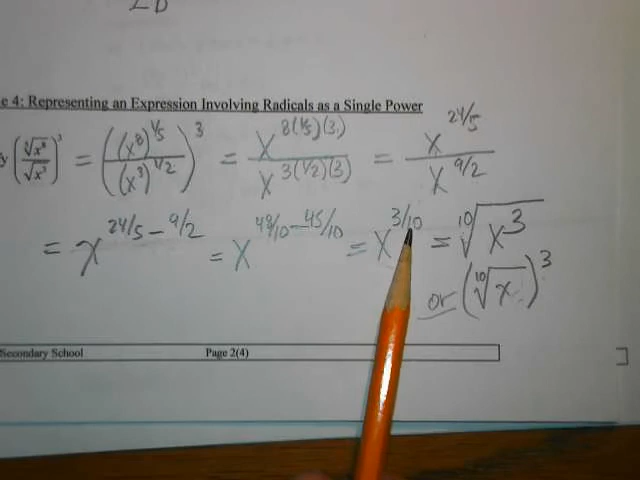 e 4: Representing an Expression Involving Radicals as a Single Power
y (⁵√x⁸ / √x³)³ = ((x⁸)^1/5 / (x³)^1/2)³ = x^8(1/5)(3) / x^3(1/2)(3) = x^24/5 / x^9/2
= x^24/5 - 9/2 = x^48/10 - 45/10 = x^3/10 = ¹⁰√x³
or (¹⁰√x)³
Secondary School Page 2(4)